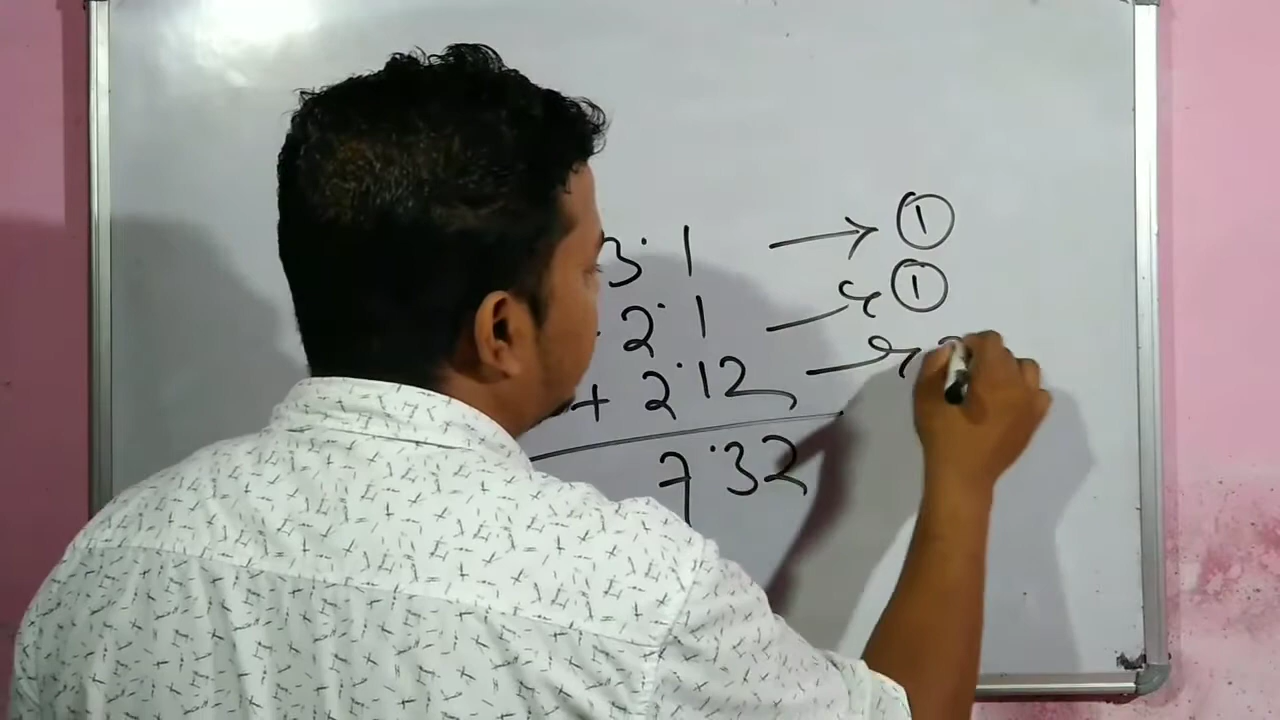 3.1 → ①
2.1 → ①
+ 2.12 →
7.32